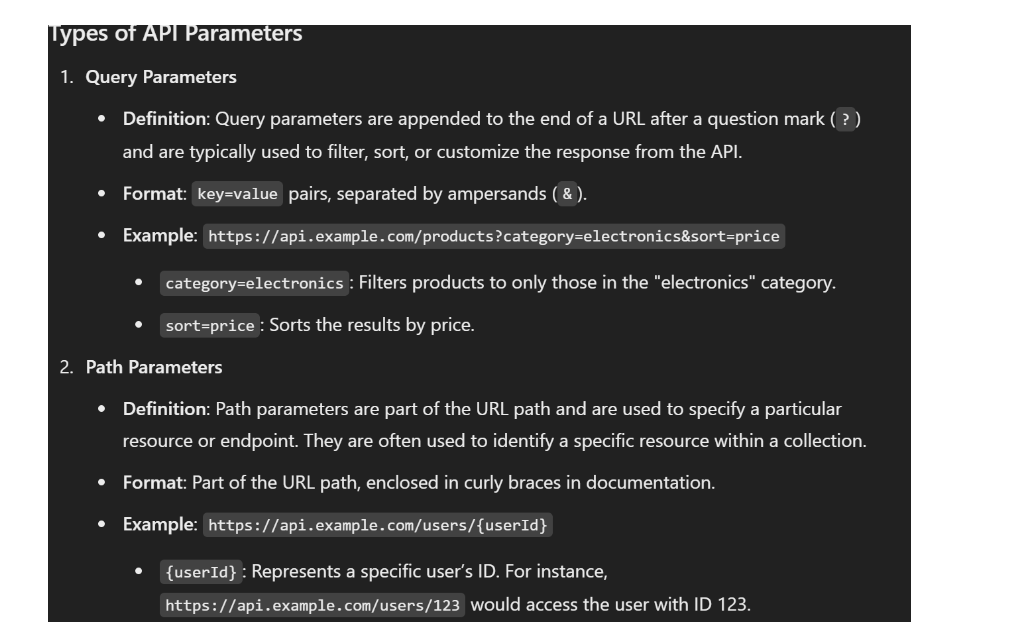 Types of API Parameters
1. Query Parameters
• Definition: Query parameters are appended to the end of a URL after a question mark ( ? )
and are typically used to filter, sort, or customize the response from the API.
• Format: key=value pairs, separated by ampersands ( & ).
• Example: https://api.example.com/products?category=electronics&sort=price
• category=electronics : Filters products to only those in the "electronics" category.
• sort=price : Sorts the results by price.
2. Path Parameters
• Definition: Path parameters are part of the URL path and are used to specify a particular
resource or endpoint. They are often used to identify a specific resource within a collection.
• Format: Part of the URL path, enclosed in curly braces in documentation.
• Example: https://api.example.com/users/{userId}
• {userId} : Represents a specific user’s ID. For instance,
https://api.example.com/users/123 would access the user with ID 123.